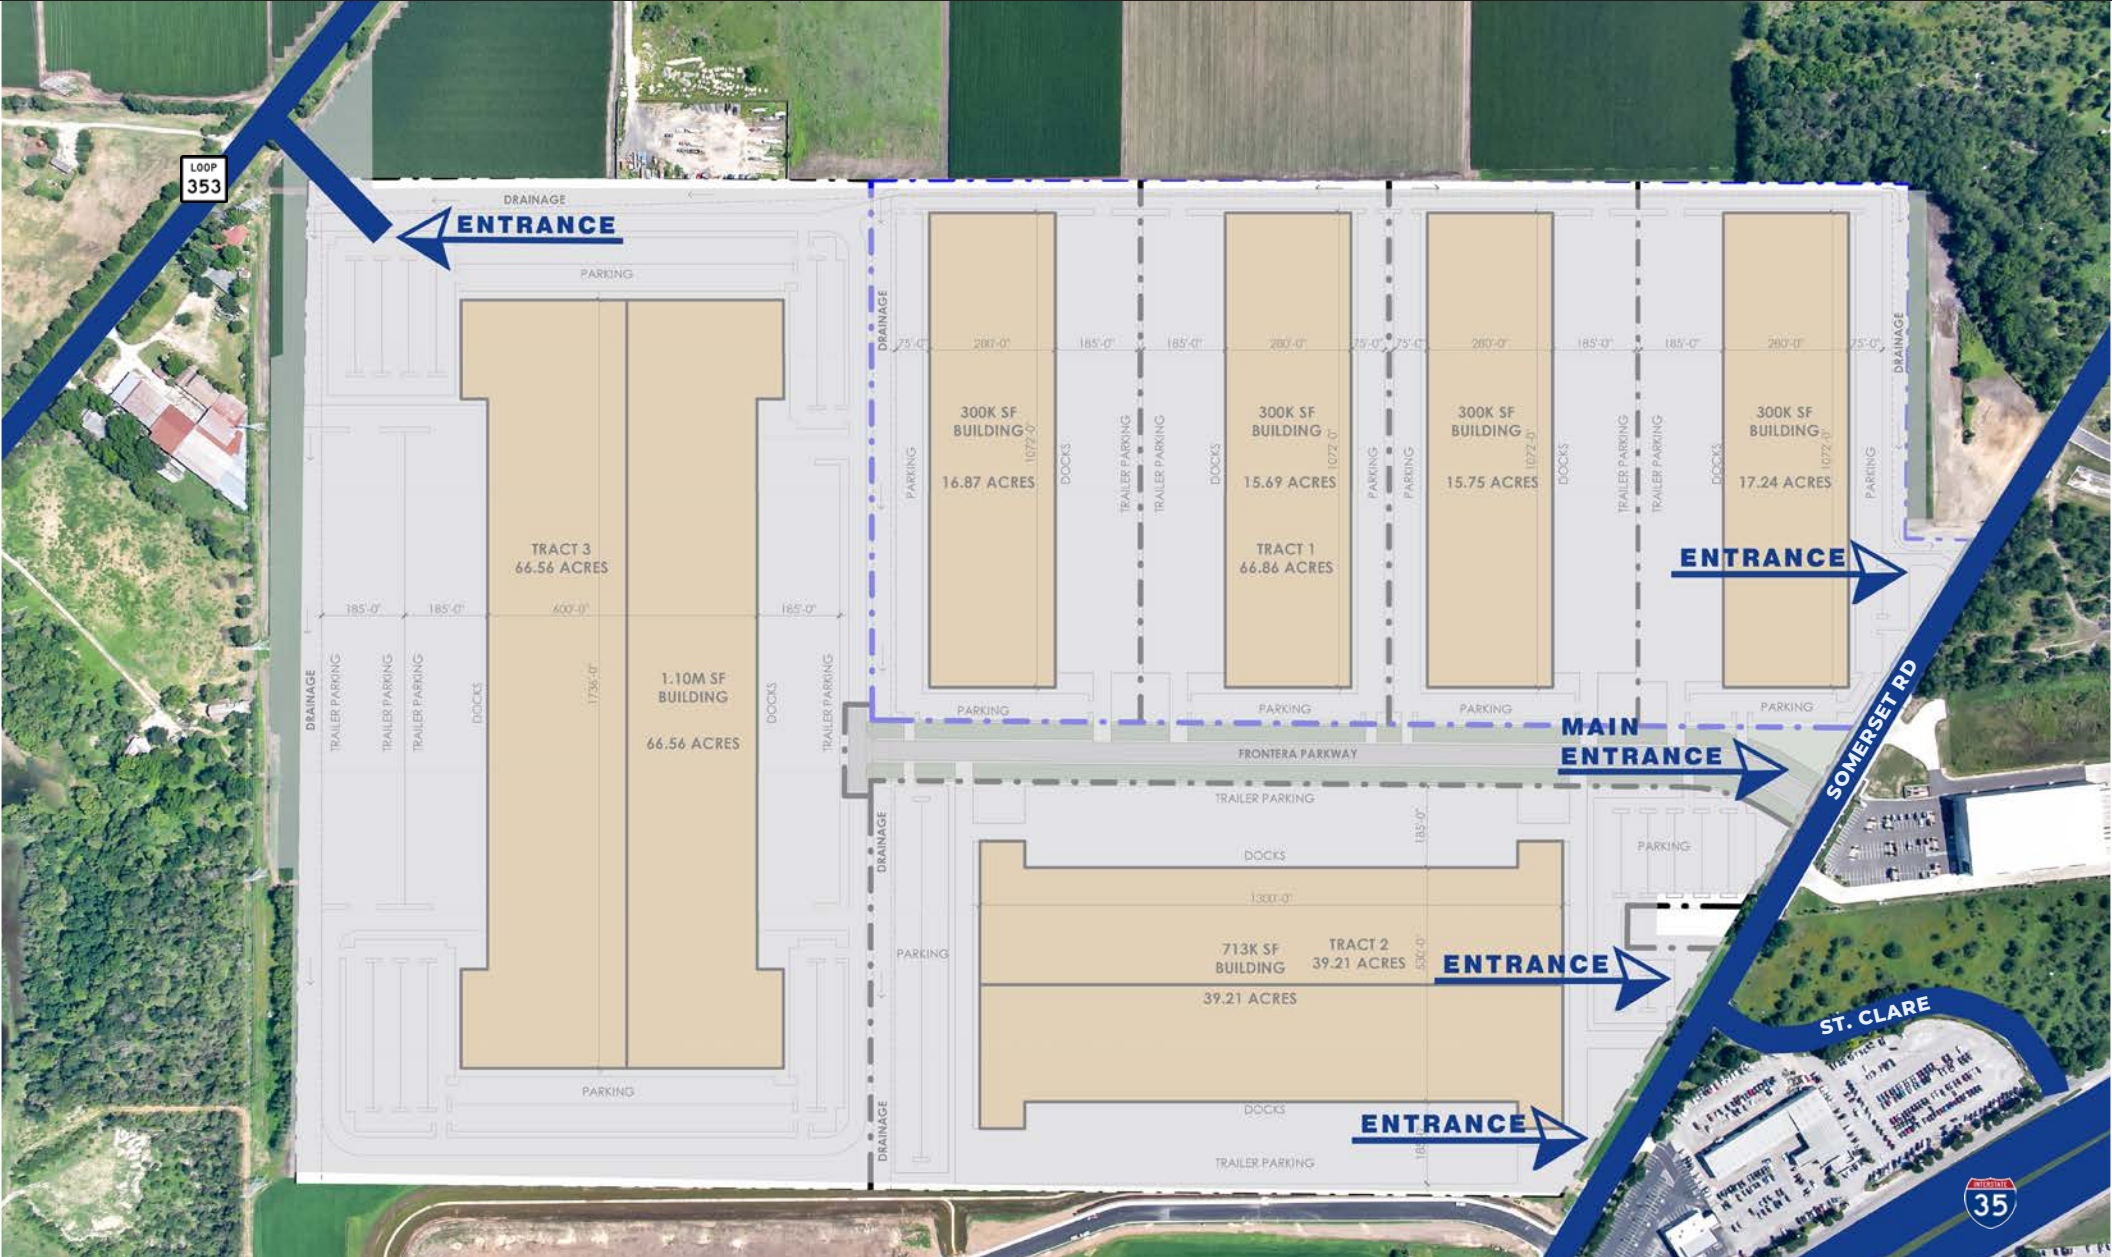 LOOP
353
DRAINAGE
ENTRANCE
PARKING
TRACT 3
66.56 ACRES
185'-0"
185'-0"
600'-0"
185'-0"
DRAINAGE
TRAILER PARKING
TRAILER PARKING
TRAILER PARKING
DOCKS
1736'-0"
1.10M SF
BUILDING
66.56 ACRES
DOCKS
TRAILER PARKING
PARKING
DRAINAGE
75'-0"
280'-0"
185'-0"
185'-0"
280'-0"
75'-0"
75'-0"
280'-0"
185'-0"
185'-0"
280'-0"
75'-0"
DRAINAGE
PARKING
300K SF
BUILDING
1072'-0"
16.87 ACRES
DOCKS
TRAILER PARKING
TRAILER PARKING
DOCKS
300K SF
BUILDING
1072'-0"
15.69 ACRES
TRACT 1
66.86 ACRES
PARKING
PARKING
300K SF
BUILDING
1072'-0"
15.75 ACRES
DOCKS
TRAILER PARKING
TRAILER PARKING
DOCKS
300K SF
BUILDING
1072'-0"
17.24 ACRES
PARKING
ENTRANCE
PARKING
PARKING
PARKING
PARKING
MAIN
ENTRANCE
FRONTERA PARKWAY
SOMERSET RD
TRAILER PARKING
185'-0"
DRAINAGE
DOCKS
PARKING
1300'-0"
PARKING
713K SF
BUILDING
TRACT 2
39.21 ACRES
530'-0"
39.21 ACRES
ENTRANCE
ST. CLARE
DOCKS
ENTRANCE
DRAINAGE
TRAILER PARKING
INTERSTATE
35